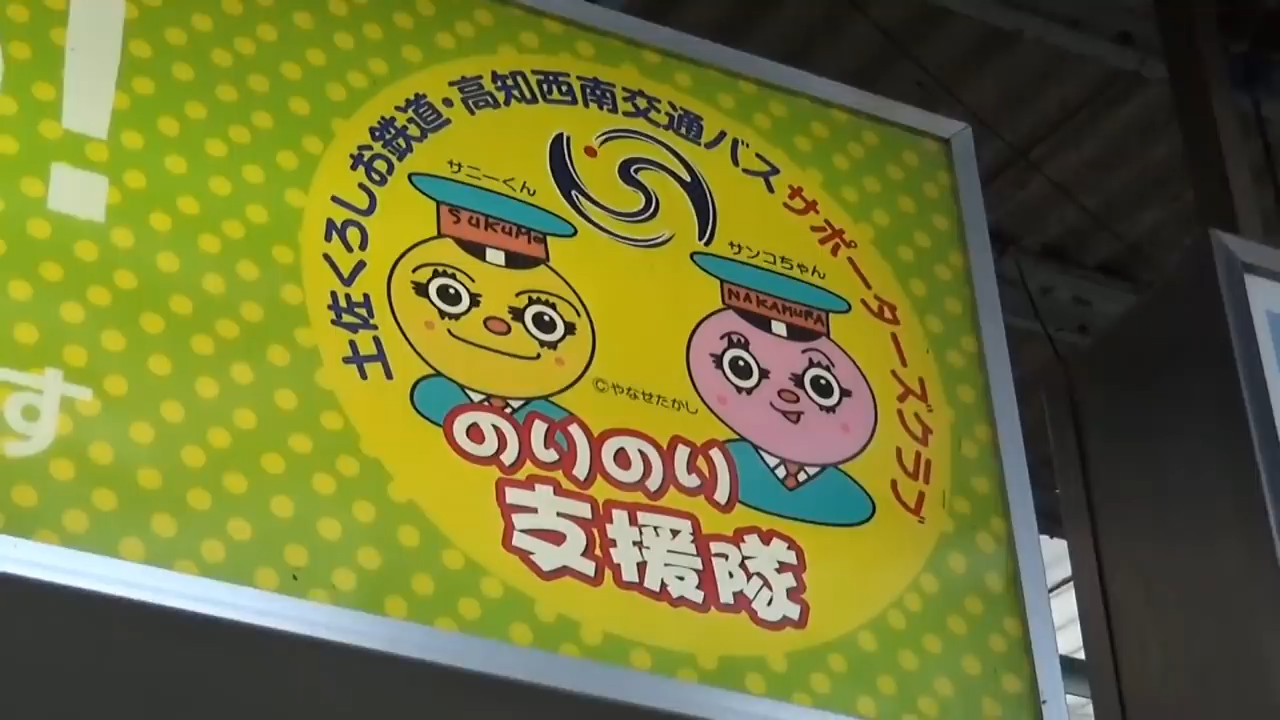 ！
す
土佐くろしお鉄道・高知西南交通バス
サポーターズクラブ
サニーくん
SUKUMO
サンコちゃん
NAKAMURA
©やなせたかし
のりのり
支援隊